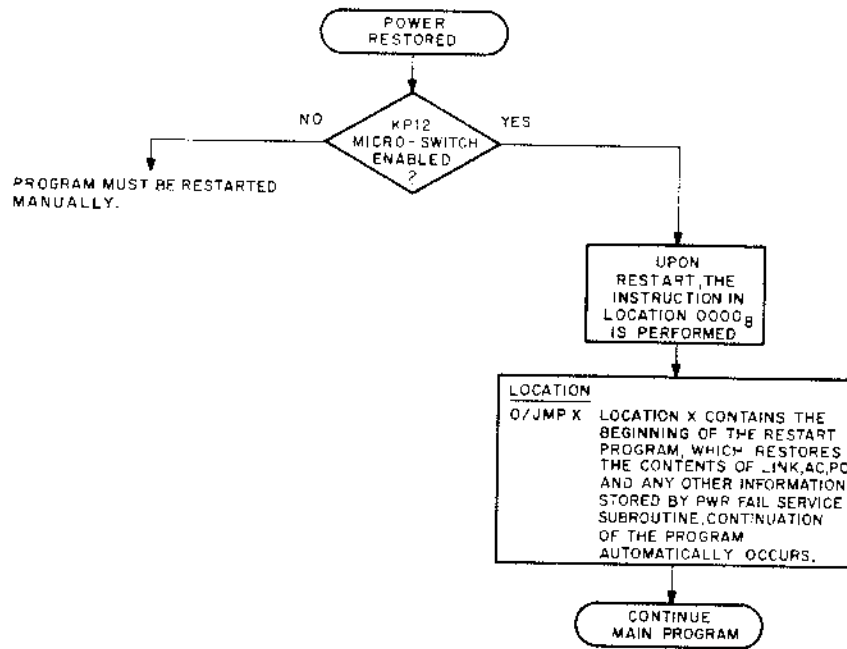 POWER
RESTORED
NO
KP12
MICRO-SWITCH
ENABLED
?
YES
PROGRAM MUST BE RESTARTED
MANUALLY.
UPON
RESTART, THE
INSTRUCTION IN
LOCATION 0000₈
IS PERFORMED
LOCATION
0/JMP X LOCATION X CONTAINS THE
BEGINNING OF THE RESTART
PROGRAM, WHICH RESTORES
THE CONTENTS OF LINK,AC,PC
AND ANY OTHER INFORMATION
STORED BY PWR FAIL SERVICE
SUBROUTINE,CONTINUATION
OF THE PROGRAM
AUTOMATICALLY OCCURS.
CONTINUE
MAIN PROGRAM